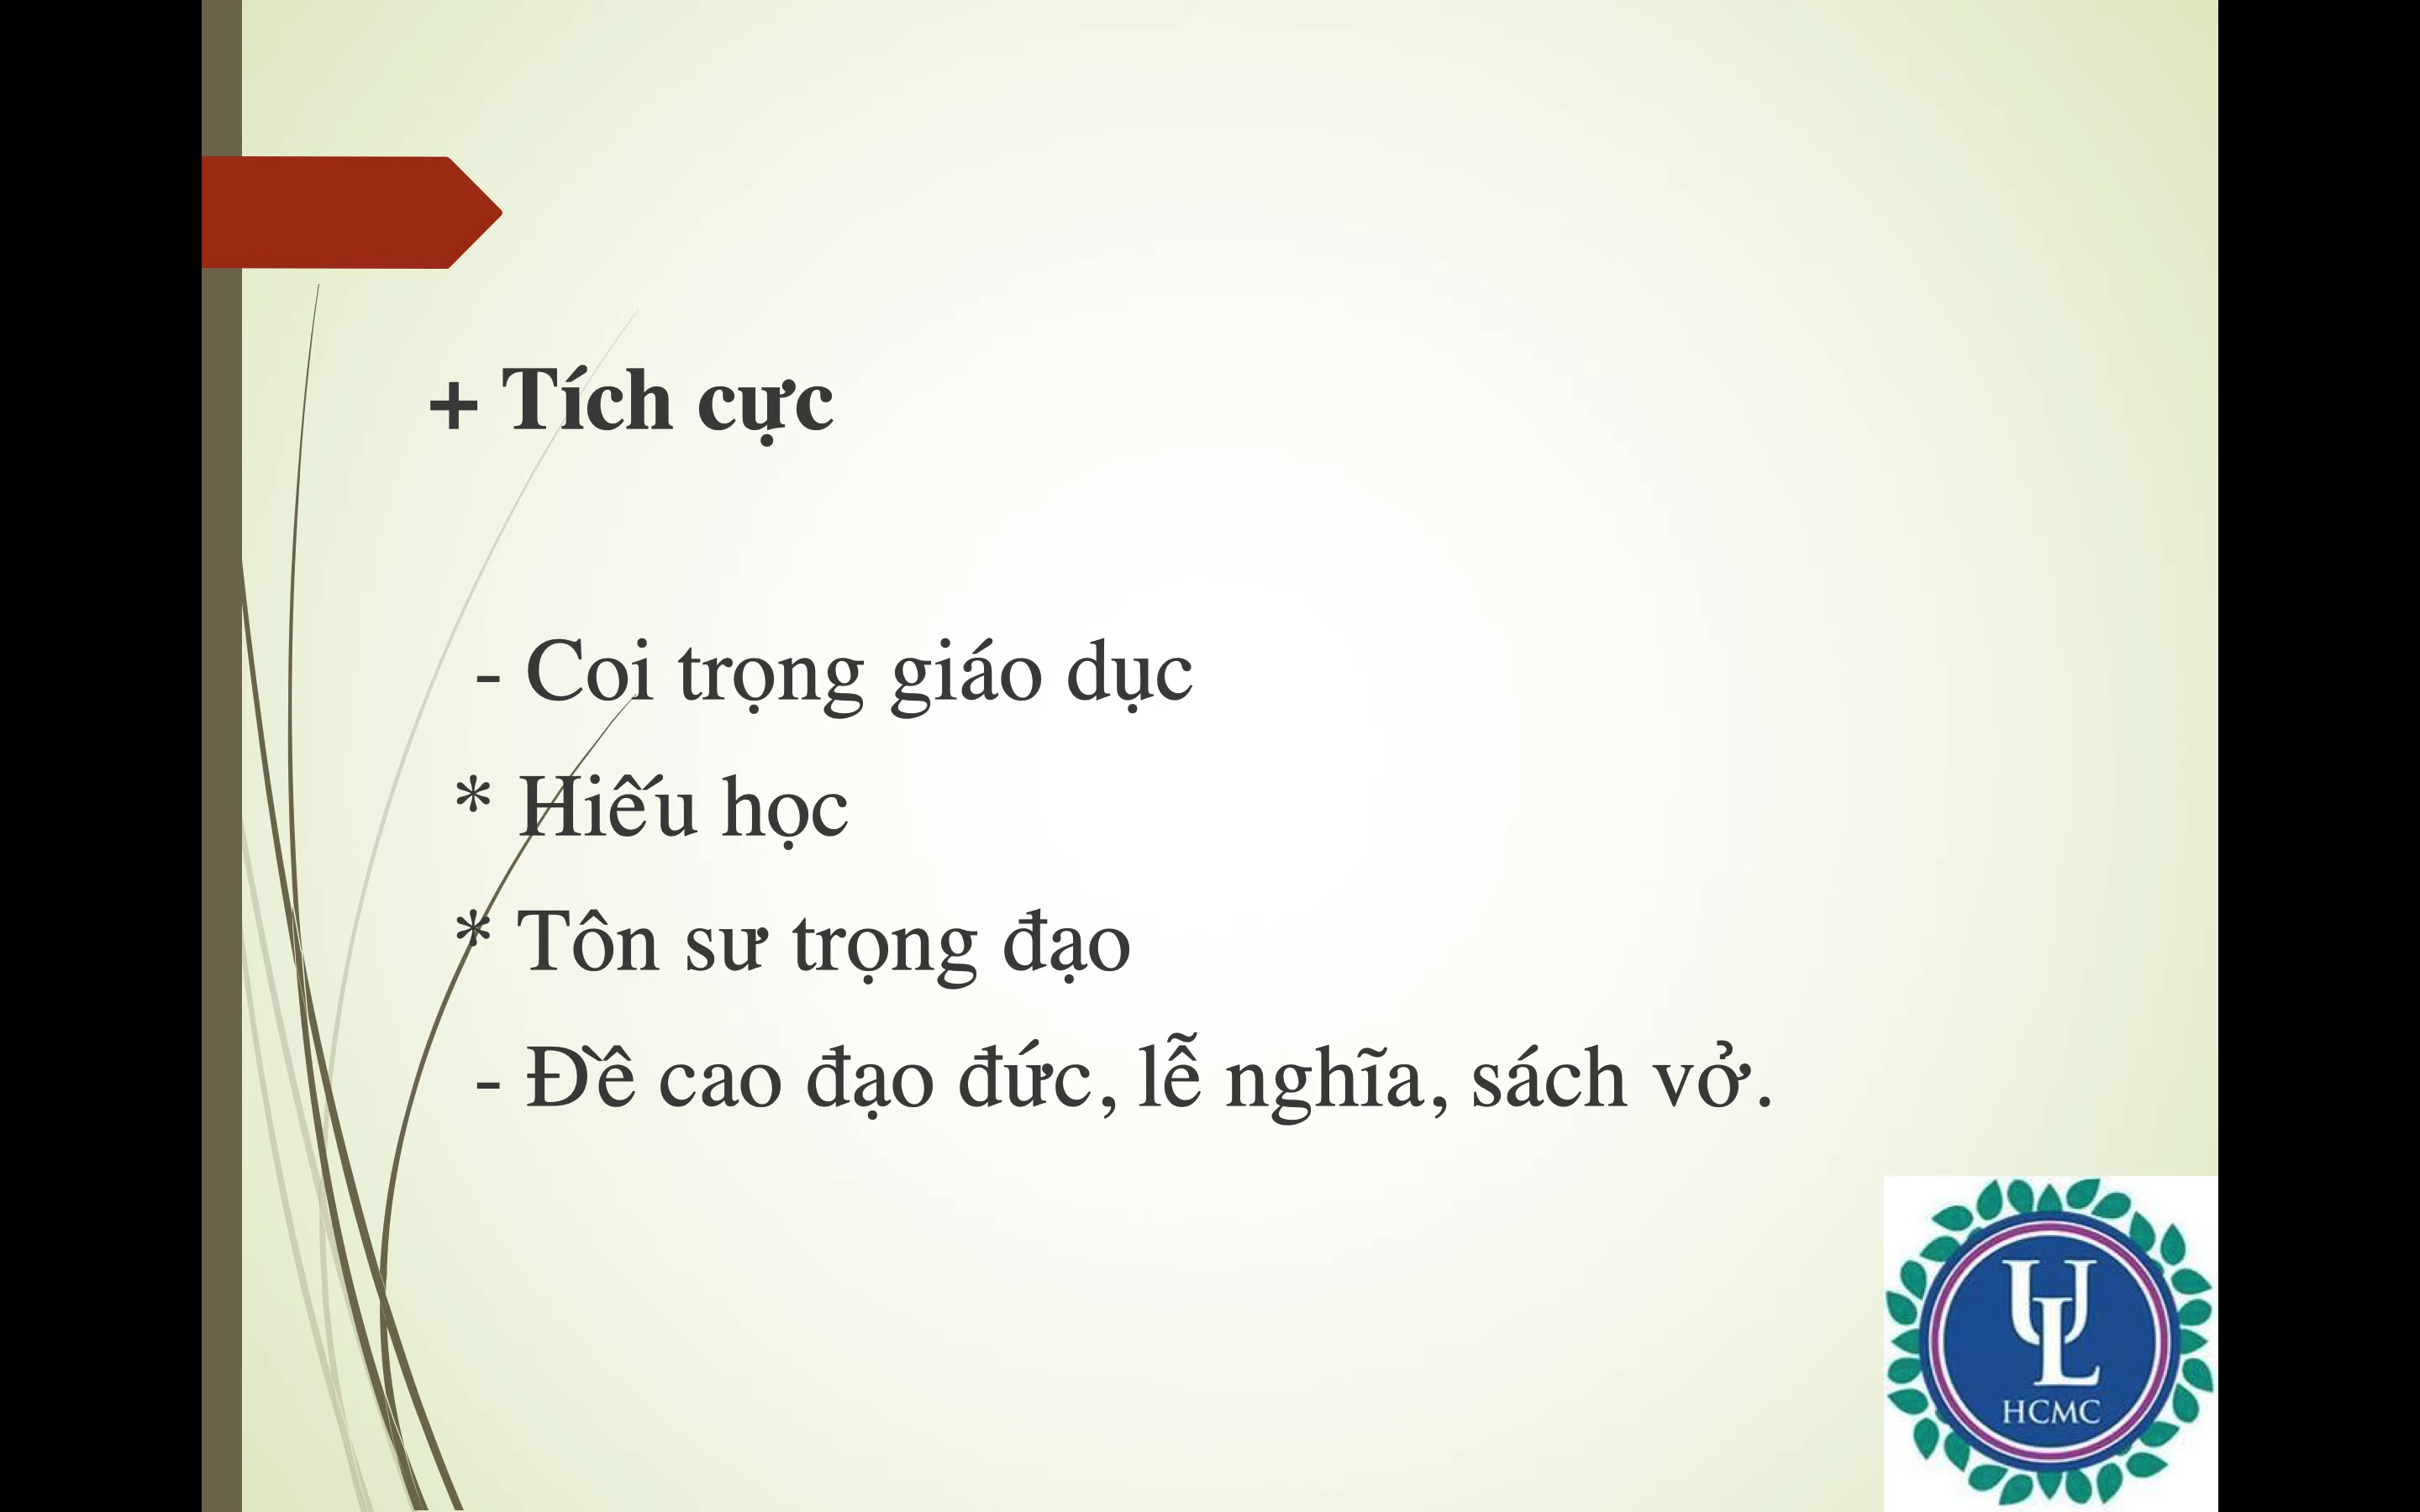 + Tích cực
- Coi trọng giáo dục
* Hiếu học
* Tôn sư trọng đạo
- Đề cao đạo đức, lễ nghĩa, sách vở.
UL
HCMC